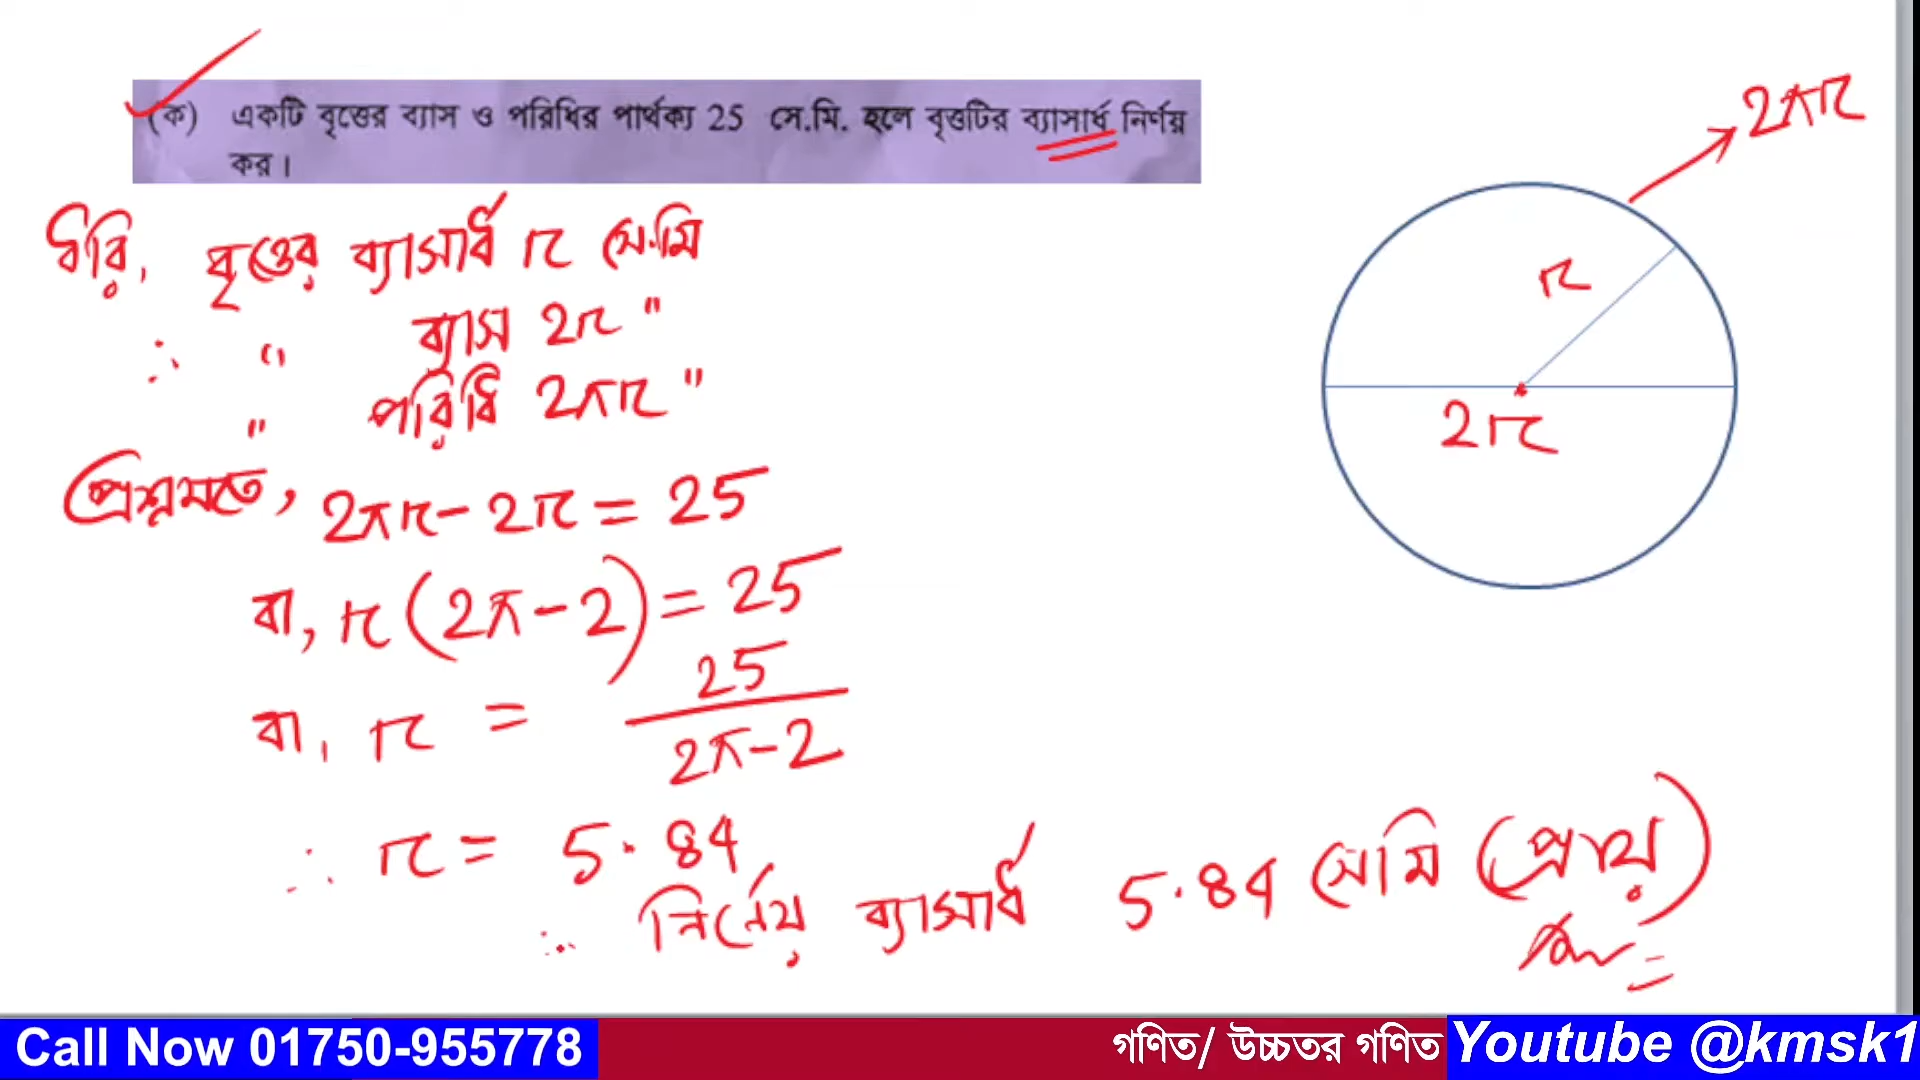 (ক) একটি বৃত্তের ব্যাস ও পরিধির পার্থক্য 25 সে.মি. হলে বৃত্তটির ব্যাসার্ধ নির্ণয়
কর।
2πr
r
2r
ধরি, বৃত্তের ব্যাসার্ধ r সে.মি
∴ " ব্যাস 2r "
" পরিধি 2πr "
প্রশ্নমতে, 2πr - 2r = 25
বা, r (2π - 2) = 25
বা, r = 25 / 2π - 2
∴ r = 5.84
∴ নির্ণেয় ব্যাসার্ধ 5.84 সেমি (প্রায়)
Call Now 01750-955778 গণিত/ উচ্চতর গণিত Youtube @kmsk1